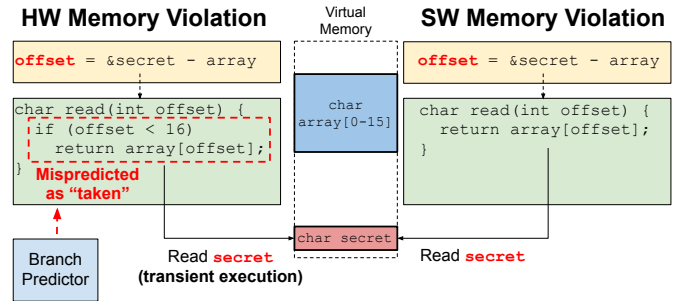 HW Memory Violation
offset = &secret - array
char read(int offset) {
if (offset < 16)
return array[offset];
}
Mispredicted
as “taken”
Branch
Predictor
Read secret
(transient execution)
Virtual
Memory
char
array[0-15]
char secret
SW Memory Violation
offset = &secret - array
char read(int offset) {
return array[offset];
}
Read secret